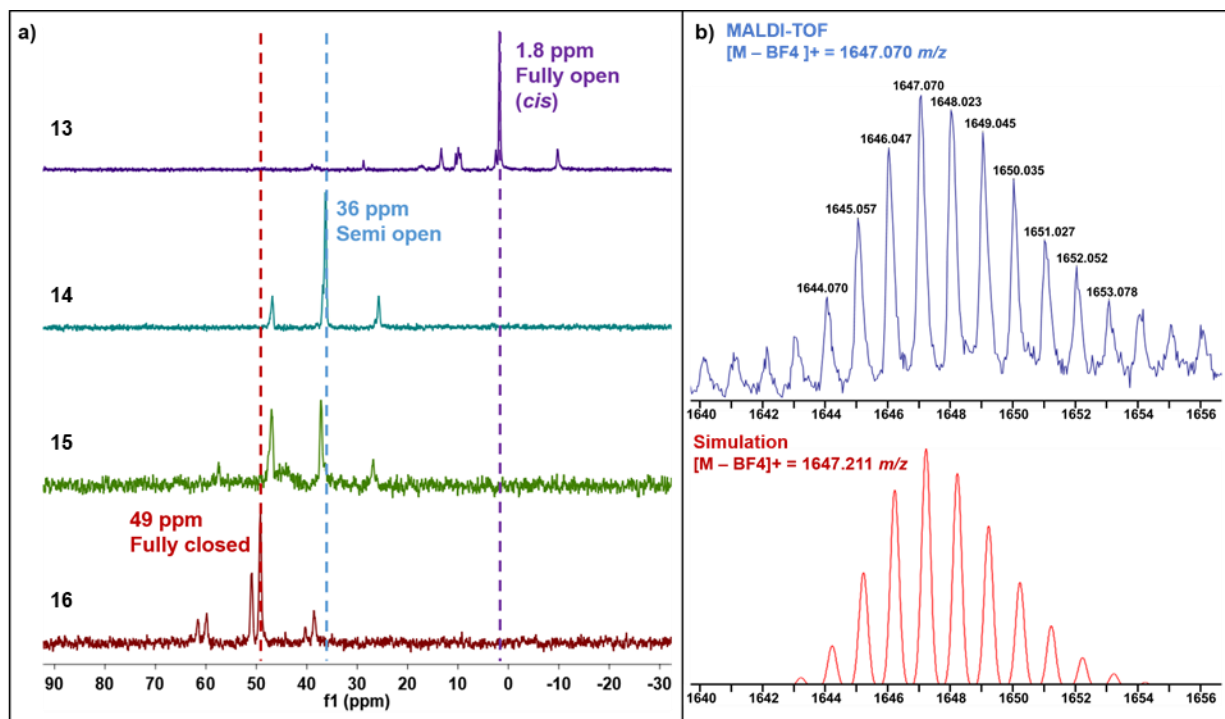 a)
1.8 ppm
Fully open
(cis)
13
36 ppm
Semi open
14
15
49 ppm
Fully closed
16
90 80 70 60 50 40 30 20 10 0 -10 -20 -30
f1 (ppm)
b) MALDI-TOF
[M – BF4 ]+ = 1647.070 m/z
1647.070
1648.023
1649.045
1646.047
1650.035
1645.057
1651.027
1652.052
1644.070
1653.078
1640 1642 1644 1646 1648 1650 1652 1654 1656
Simulation
[M – BF4]+ = 1647.211 m/z
1640 1642 1644 1646 1648 1650 1652 1654 1656